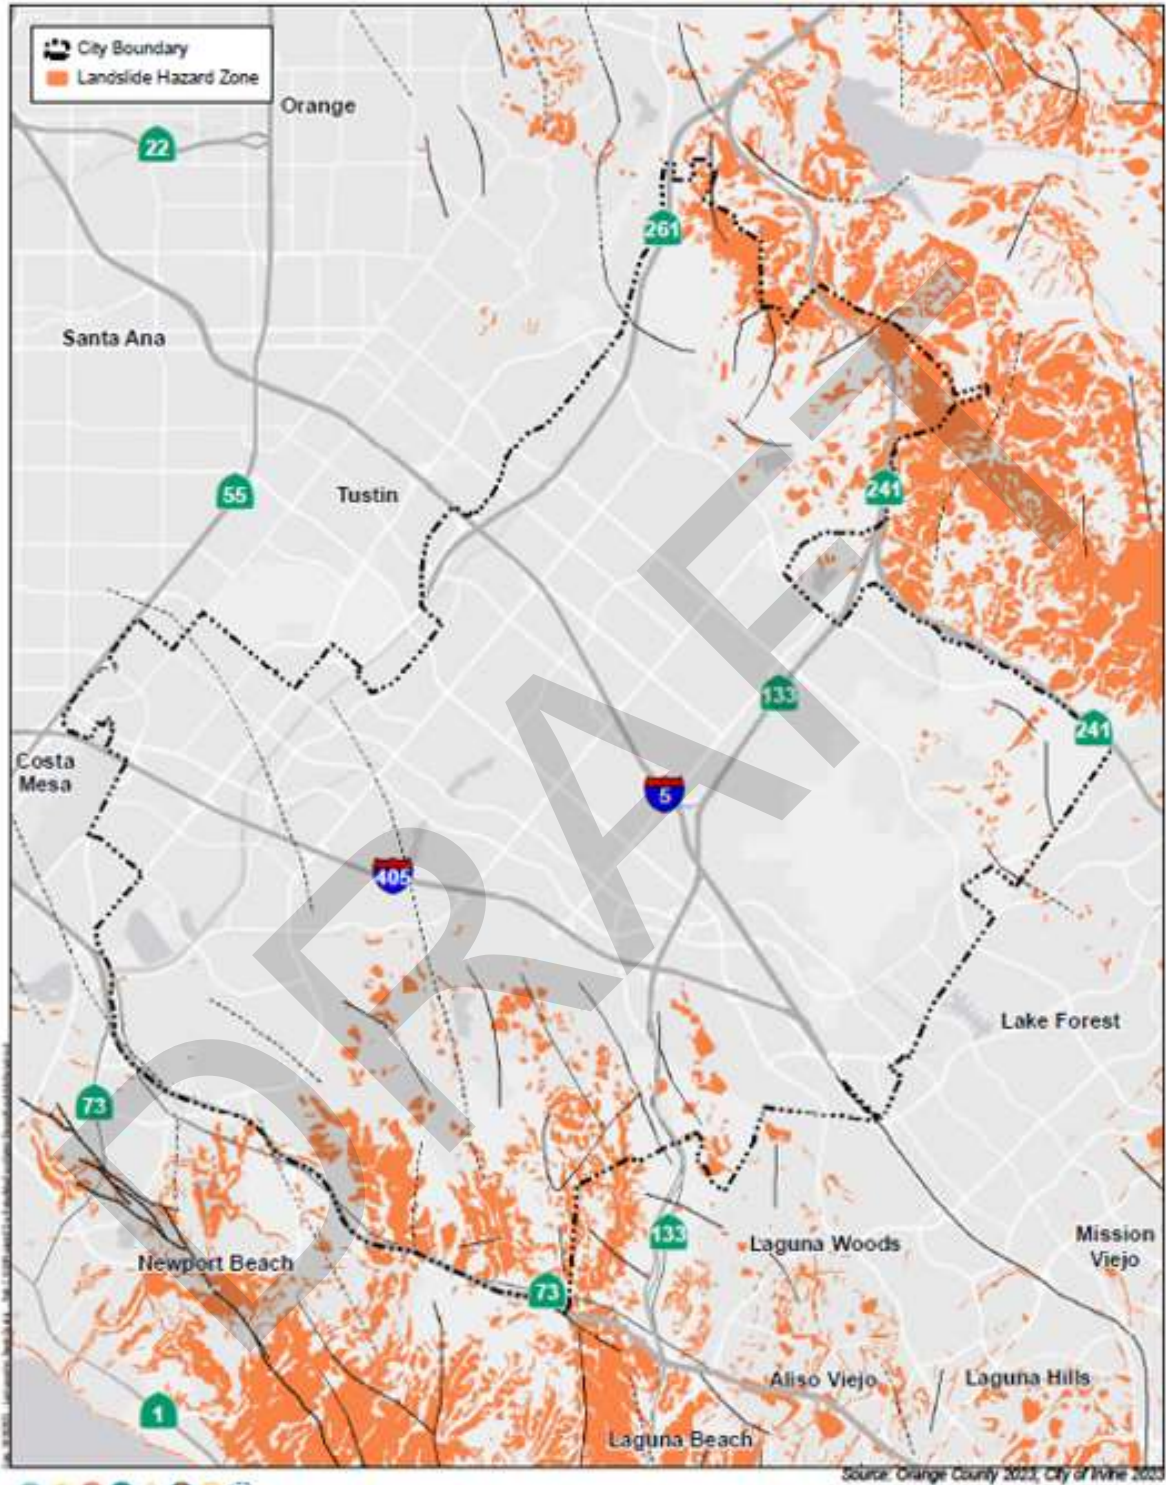 City Boundary
Landslide Hazard Zone
Orange
22
261
Santa Ana
55
Tustin
241
133
241
Costa
Mesa
5
405
Lake Forest
73
133
Laguna Woods
Mission
Viejo
Newport Beach
73
Aliso Viejo
Laguna Hills
1
Laguna Beach
DRAFT
Source: Orange County 2023, City of Irvine 2023